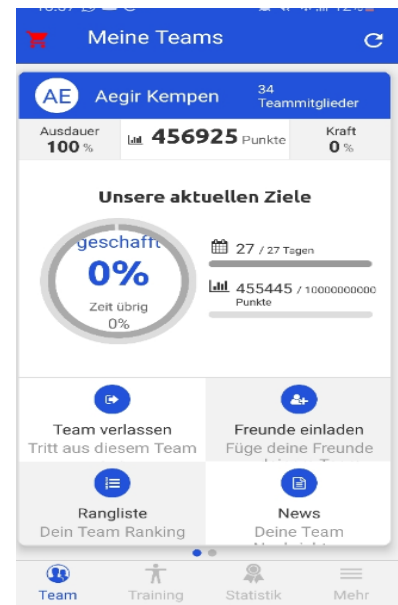 Meine Teams
AE Aegir Kempen
34
Teammitglieder
Ausdauer
100 %
456925 Punkte
Kraft
0 %
Unsere aktuellen Ziele
geschafft
0%
Zeit übrig
0%
27 / 27 Tagen
455445 / 10000000000
Punkte
Team verlassen
Tritt aus diesem Team
Freunde einladen
Füge deine Freunde
Rangliste
Dein Team Ranking
News
Deine Team
Team
Training
Statistik
Mehr